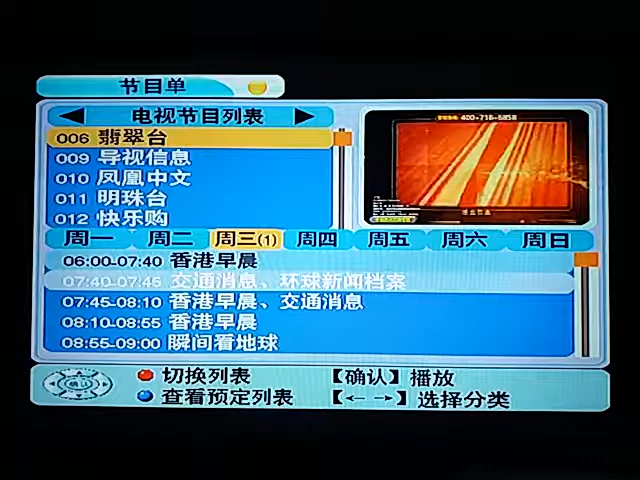 节目单
电视节目列表
006 翡翠台
009 导视信息
010 凤凰中文
011 明珠台
012 快乐购
400-716-6858
周一 周二 周三(1) 周四 周五 周六 周日
06:00-07:40 香港早晨
07:40-07:45 交通消息、环球新闻档案
07:45-08:10 香港早晨、交通消息
08:10-08:55 香港早晨
08:55-09:00 瞬间看地球
确认 切换列表 【确认】播放
查看预定列表 【←→】选择分类